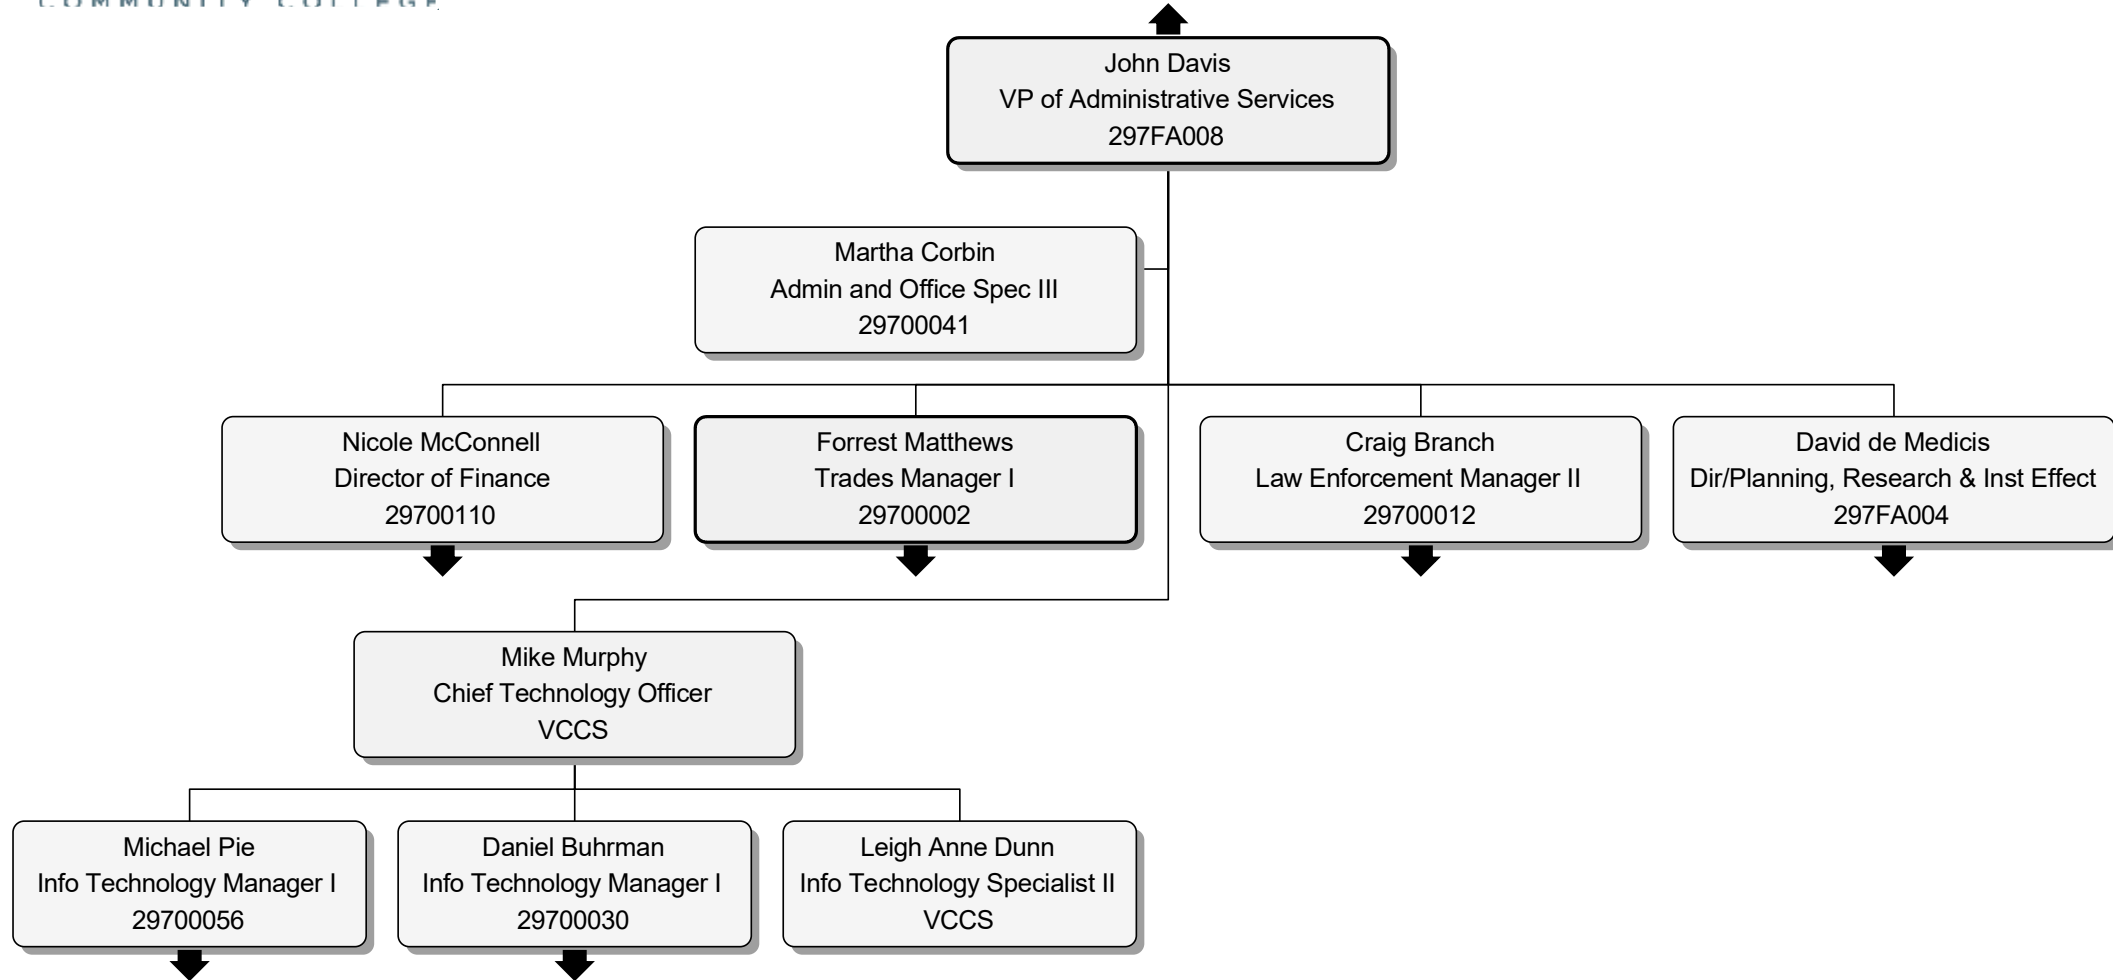 COMMUNITY COLLEGE
John Davis
VP of Administrative Services
297FA008
Martha Corbin
Admin and Office Spec III
29700041
Nicole McConnell
Director of Finance
29700110
Forrest Matthews
Trades Manager I
29700002
Craig Branch
Law Enforcement Manager II
29700012
David de Medicis
Dir/Planning, Research & Inst Effect
297FA004
Mike Murphy
Chief Technology Officer
VCCS
Michael Pie
Info Technology Manager I
29700056
Daniel Buhrman
Info Technology Manager I
29700030
Leigh Anne Dunn
Info Technology Specialist II
VCCS